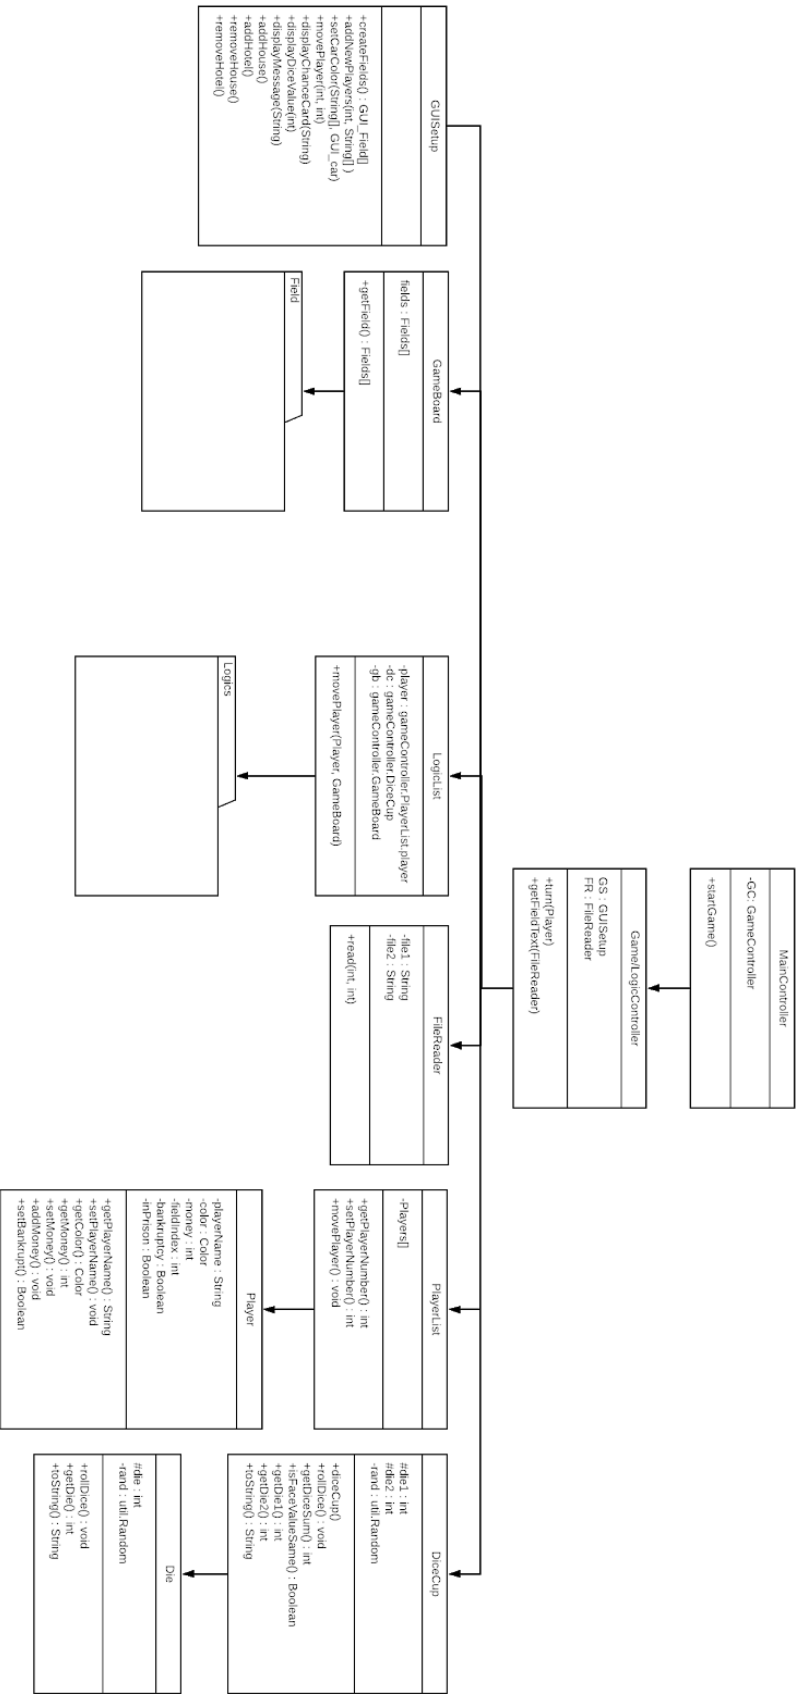 MainController
-GC: GameController
+startGame()
Game/LogicController
GS : GUISetup
FR : FileReader
+turn(Player)
+getFieldText(FileReader)
GUISetup
+createFields() : GUI_Field[]
+addNewPlayers(int, String[] )
+setCarColor(String[], GUI_car)
+movePlayer(int, int)
+displayChanceCard(String)
+displayDiceValue(int)
+displayMessage(String)
+addHouse()
+addHotel()
+removeHouse()
+removeHotel()
GameBoard
fields : Fields[]
+getField() : Fields[]
Field
LogicList
-player : gameController.PlayerList.player
-dc : gameController.DiceCup
-gb : gameController.GameBoard
+movePlayer(Player, GameBoard)
Logics
FileReader
-file1 : String
-file2 : String
+read(int, int)
PlayerList
-Players[]
+getPlayerNumber() : int
+setPlayerNumber() : int
+movePlayer() : void
Player
-playerName : String
-color : Color
-money : int
-fieldIndex : int
-bankruptcy : Boolean
-inPrison : Boolean
+getPlayerName() : String
+setPlayerName() : void
+getColor() : Color
+getMoney() : int
+setMoney() : void
+addMoney() : void
+setBankrupt() : Boolean
DiceCup
#die1 : int
#die2 : int
-rand : util.Random
+diceCup()
+rollDice() : void
+getDiceSum() : int
+isFaceValueSame() : Boolean
+getDie1() : int
+getDie2() : int
+toString() : String
Die
#die : int
-rand : util.Random
+rollDice() : void
+getDie() : int
+toString() : String